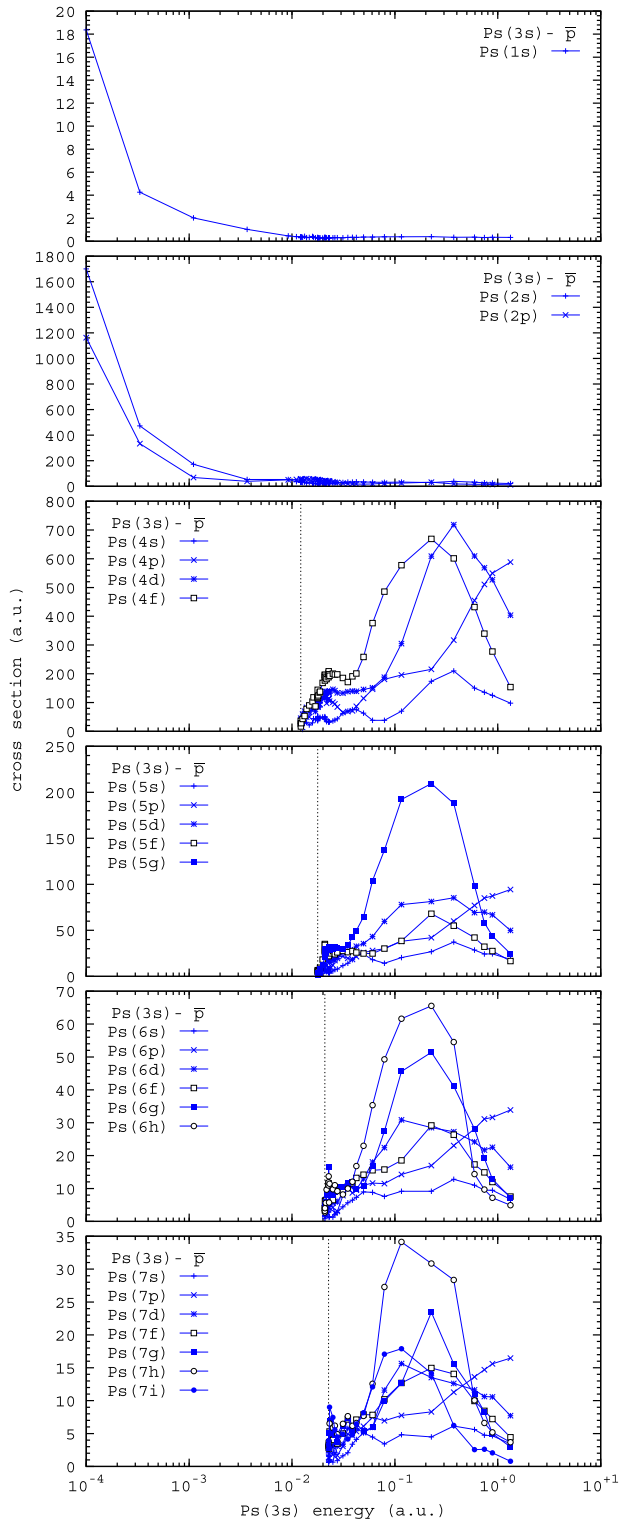 20
18
16
14
12
10
8
6
4
2
0
Ps(3s)- p̅
Ps(1s)
1800
1600
1400
1200
1000
800
600
400
200
0
Ps(3s)- p̅
Ps(2s)
Ps(2p)
800
700
600
500
400
300
200
100
0
Ps(3s)- p̅
Ps(4s)
Ps(4p)
Ps(4d)
Ps(4f)
cross section (a.u.)
250
200
150
100
50
0
Ps(3s)- p̅
Ps(5s)
Ps(5p)
Ps(5d)
Ps(5f)
Ps(5g)
70
60
50
40
30
20
10
0
Ps(3s)- p̅
Ps(6s)
Ps(6p)
Ps(6d)
Ps(6f)
Ps(6g)
Ps(6h)
35
30
25
20
15
10
5
0
Ps(3s)- p̅
Ps(7s)
Ps(7p)
Ps(7d)
Ps(7f)
Ps(7g)
Ps(7h)
Ps(7i)
10⁻⁴ 10⁻³ 10⁻² 10⁻¹ 10⁺⁰ 10⁺¹
Ps(3s) energy (a.u.)